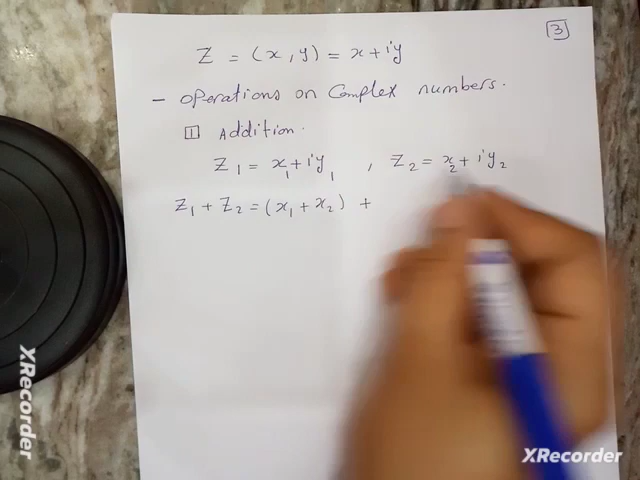 3
Z = (x, y) = x + iy
- Operations on Complex numbers.
1 Addition.
Z₁ = x₁ + iy₁ , Z₂ = x₂ + iy₂
Z₁ + Z₂ = (x₁ + x₂) +
XRecorder
XRecorder